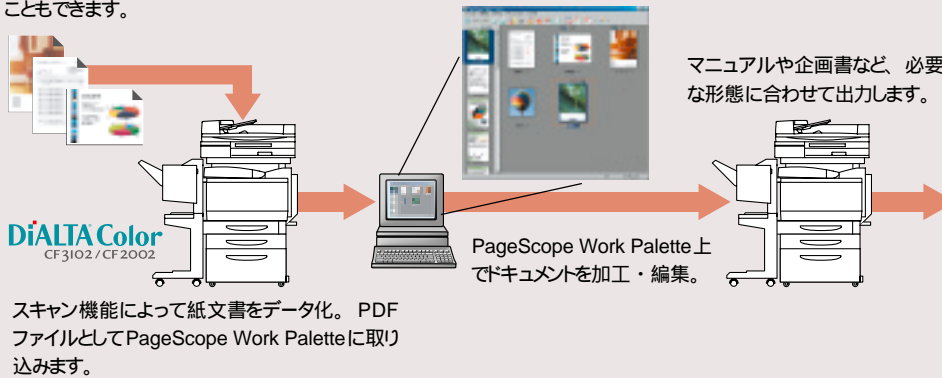 こともできます。
マニュアルや企画書など、必要
な形態に合わせて出力します。
DiALTA Color
CF3102/CF2002
PageScope Work Palette上
でドキュメントを加工・編集。
スキャン機能によって紙文書をデータ化。PDF
ファイルとしてPageScope Work Paletteに取り
込みます。